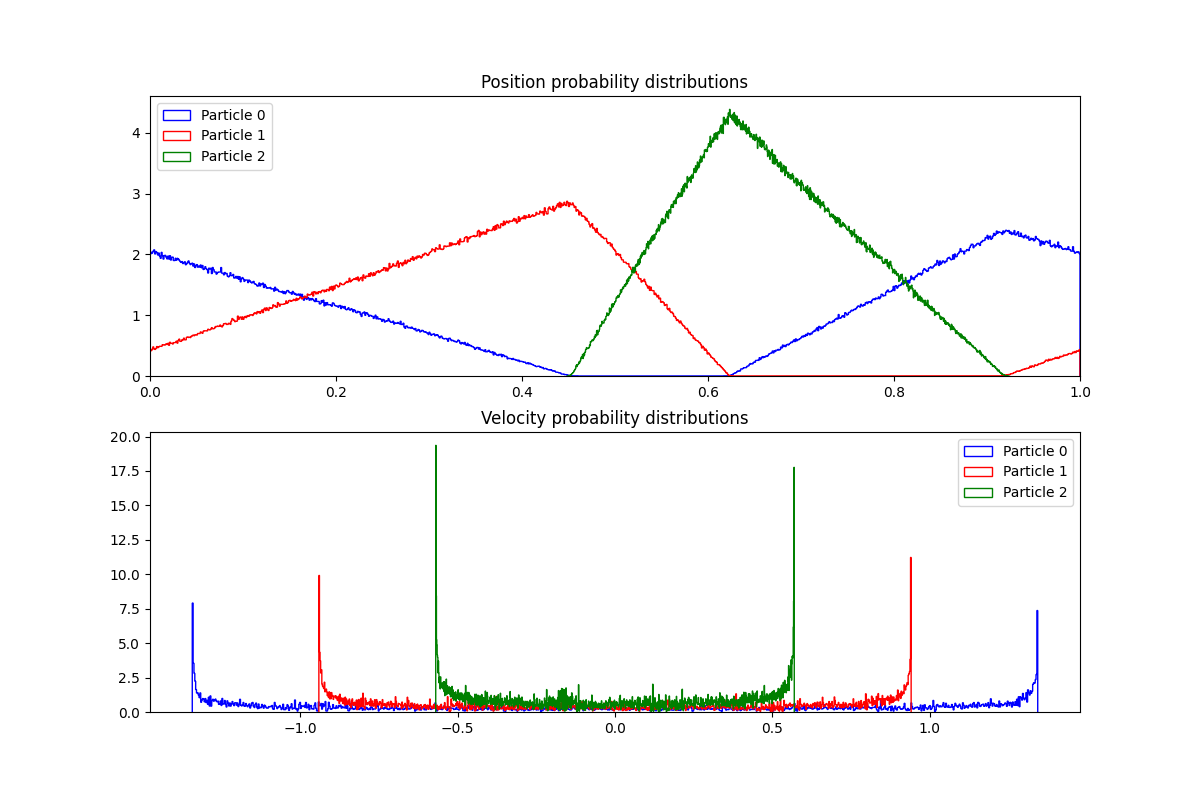 Position probability distributions
Particle 0
Particle 1
Particle 2
4
3
2
1
0
0.0 0.2 0.4 0.6 0.8 1.0
Velocity probability distributions
Particle 0
Particle 1
Particle 2
20.0
17.5
15.0
12.5
10.0
7.5
5.0
2.5
0.0
−1.0 −0.5 0.0 0.5 1.0